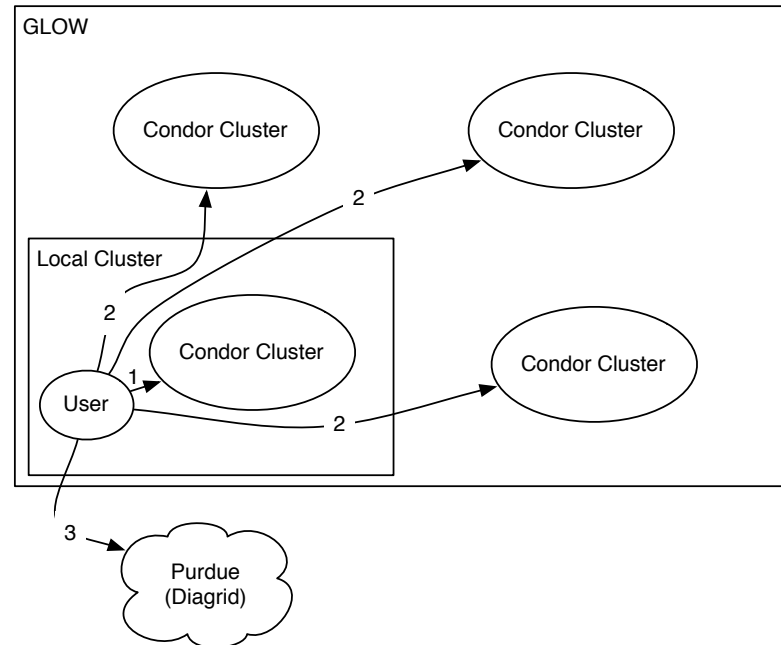 GLOW
Condor Cluster
Condor Cluster
2
Local Cluster
2
Condor Cluster
Condor Cluster
1
User
2
3
Purdue
(Diagrid)